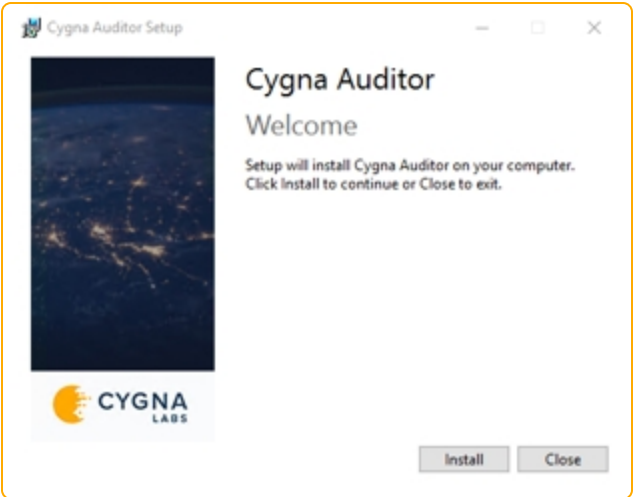 Cygna Auditor Setup
Cygna Auditor
Welcome
Setup will install Cygna Auditor on your computer.
Click Install to continue or Close to exit.
CYGNA
LABS
Install
Close